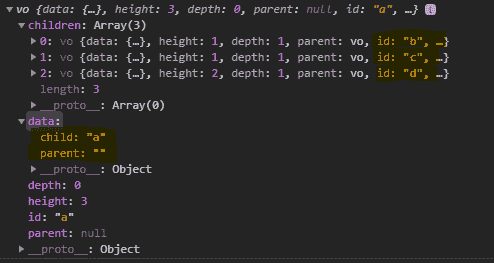 ▼ vo {data: {…}, height: 3, depth: 0, parent: null, id: "a", …} i
▼ children: Array(3)
▶ 0: vo {data: {…}, height: 1, depth: 1, parent: vo, id: "b", …}
▶ 1: vo {data: {…}, height: 1, depth: 1, parent: vo, id: "c", …}
▶ 2: vo {data: {…}, height: 2, depth: 1, parent: vo, id: "d", …}
length: 3
▶ __proto__: Array(0)
▼ data:
child: "a"
parent: ""
▶ __proto__: Object
depth: 0
height: 3
id: "a"
parent: null
▶ __proto__: Object